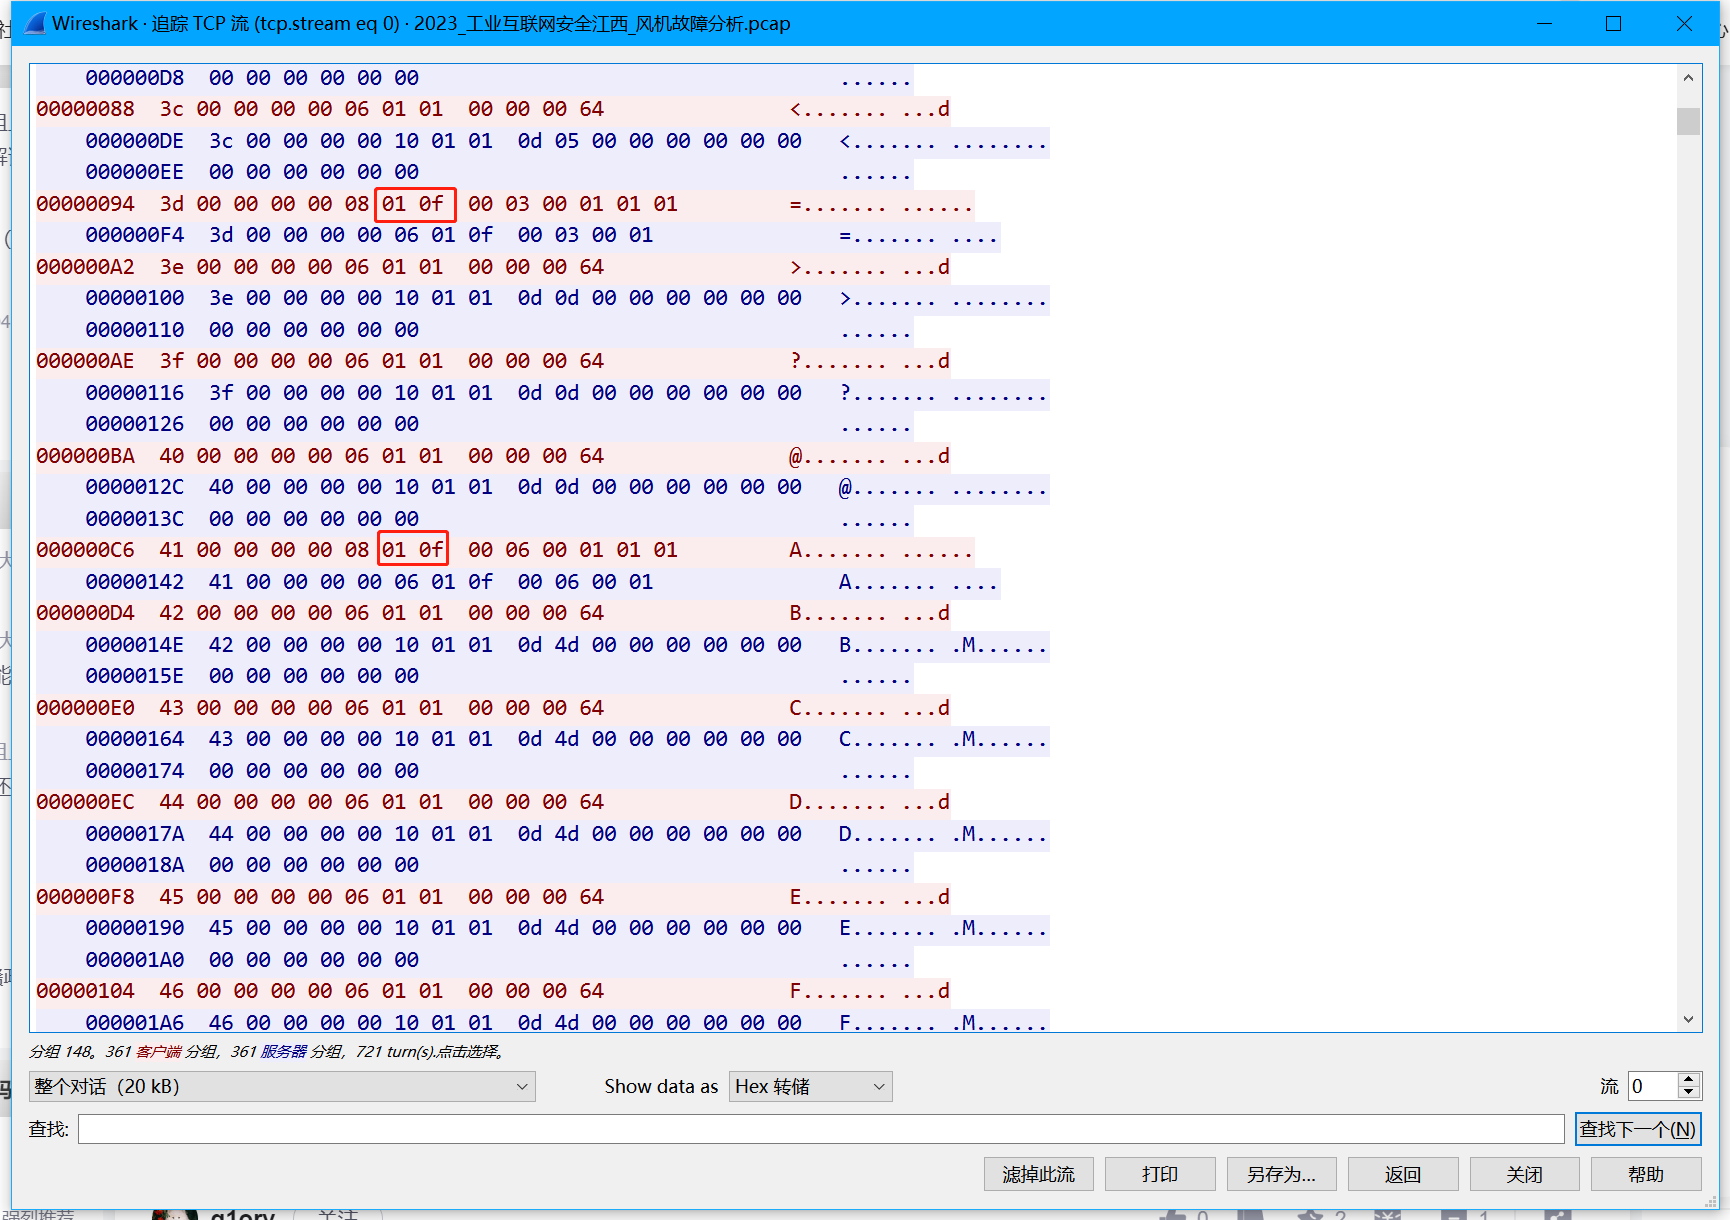 Wireshark · 追踪 TCP 流 (tcp.stream eq 0) · 2023_工业互联网安全江西_风机故障分析.pcap
000000D8 00 00 00 00 00 00 ......
00000088 3c 00 00 00 00 06 01 01 00 00 00 64 <....... ...d
000000DE 3c 00 00 00 00 10 01 01 0d 05 00 00 00 00 00 00 <....... ........
000000EE 00 00 00 00 00 00 ......
00000094 3d 00 00 00 00 08 01 0f 00 03 00 01 01 01 =....... ......
000000F4 3d 00 00 00 00 06 01 0f 00 03 00 01 =....... ....
000000A2 3e 00 00 00 00 06 01 01 00 00 00 64 >....... ...d
00000100 3e 00 00 00 00 10 01 01 0d 0d 00 00 00 00 00 00 >....... ........
00000110 00 00 00 00 00 00 ......
000000AE 3f 00 00 00 00 06 01 01 00 00 00 64 ?....... ...d
00000116 3f 00 00 00 00 10 01 01 0d 0d 00 00 00 00 00 00 ?....... ........
00000126 00 00 00 00 00 00 ......
000000BA 40 00 00 00 00 06 01 01 00 00 00 64 @....... ...d
0000012C 40 00 00 00 00 10 01 01 0d 0d 00 00 00 00 00 00 @....... ........
0000013C 00 00 00 00 00 00 ......
000000C6 41 00 00 00 00 08 01 0f 00 06 00 01 01 01 A....... ......
00000142 41 00 00 00 00 06 01 0f 00 06 00 01 A....... ....
000000D4 42 00 00 00 00 06 01 01 00 00 00 64 B....... ...d
0000014E 42 00 00 00 00 10 01 01 0d 4d 00 00 00 00 00 00 B....... .M......
0000015E 00 00 00 00 00 00 ......
000000E0 43 00 00 00 00 06 01 01 00 00 00 64 C....... ...d
00000164 43 00 00 00 00 10 01 01 0d 4d 00 00 00 00 00 00 C....... .M......
00000174 00 00 00 00 00 00 ......
000000EC 44 00 00 00 00 06 01 01 00 00 00 64 D....... ...d
0000017A 44 00 00 00 00 10 01 01 0d 4d 00 00 00 00 00 00 D....... .M......
0000018A 00 00 00 00 00 00 ......
000000F8 45 00 00 00 00 06 01 01 00 00 00 64 E....... ...d
00000190 45 00 00 00 00 10 01 01 0d 4d 00 00 00 00 00 00 E....... .M......
000001A0 00 00 00 00 00 00 ......
00000104 46 00 00 00 00 06 01 01 00 00 00 64 F....... ...d
000001A6 46 00 00 00 00 10 01 01 0d 4d 00 00 00 00 00 00 F....... .M......
分组 148。361 客户端 分组, 361 服务器 分组, 721 turn(s).点击选择。
整个对话（20 kB） Show data as Hex 转储 流 0
查找: 查找下一个(N)
滤掉此流 打印 另存为... 返回 关闭 帮助